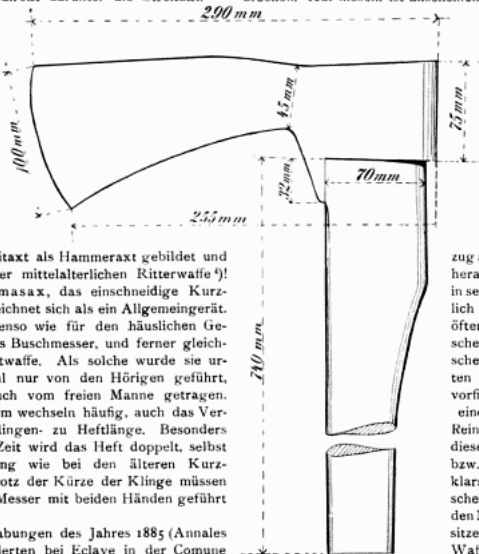 290 mm
45 mm
75 mm
100 mm
32 mm
70 mm
255 mm
740 mm
itaxt als Hammeraxt gebildet und
er mittelalterlichen Ritterwaffe ⁴)!
masax, das einschneidige Kurz-
eichnet sich als ein Allgemeingerät.
enso wie für den häuslichen Ge-
s Buschmesser, und ferner gleich-
twaffe. Als solche wurde sie ur-
l nur von den Hörigen geführt,
ch vom freien Manne getragen.
m wechseln häufig, auch das Ver-
lingen- zu Heftlänge. Besonders
Zeit wird das Heft doppelt, selbst
ng wie bei den älteren Kurz-
otz der Kürze der Klinge müssen
Messer mit beiden Händen geführt
abungen des Jahres 1885 (Annales
lerten bei Eclave in der Comune
zug
hera
in se
lich
öfter
sche
sche
ten
vorfi
eine
Rein
diese
bzw.
klars
sche
den M
sitze
Waf